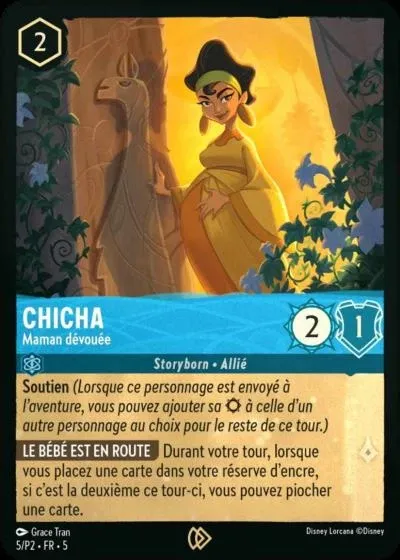 2
CHICHA
Maman dévouée
2
1
Storyborn • Allié
Soutien (Lorsque ce personnage est envoyé à
l'aventure, vous pouvez ajouter sa à celle d'un
autre personnage au choix pour le reste de ce tour.)
LE BÉBÉ EST EN ROUTE Durant votre tour, lorsque
vous placez une carte dans votre réserve d'encre,
si c'est la deuxième ce tour-ci, vous pouvez piocher
une carte.
Grace Tran
Disney Lorcana ©Disney
5/P2 • FR • 5